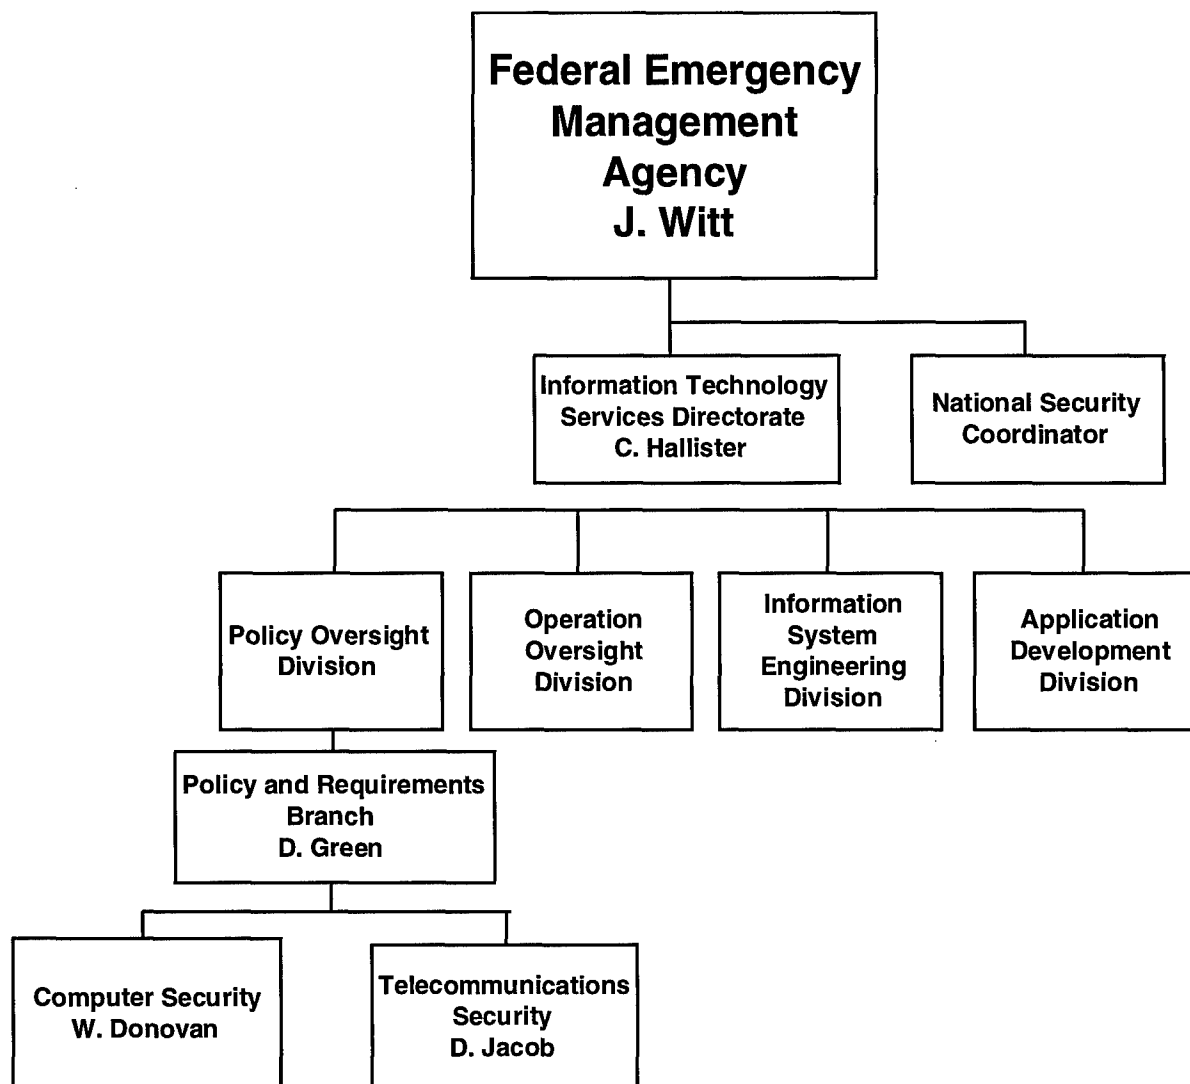 Federal Emergency
Management
Agency
J. Witt
Information Technology
Services Directorate
C. Hallister
National Security
Coordinator
Policy Oversight
Division
Operation
Oversight
Division
Information
System
Engineering
Division
Application
Development
Division
Policy and Requirements
Branch
D. Green
Computer Security
W. Donovan
Telecommunications
Security
D. Jacob